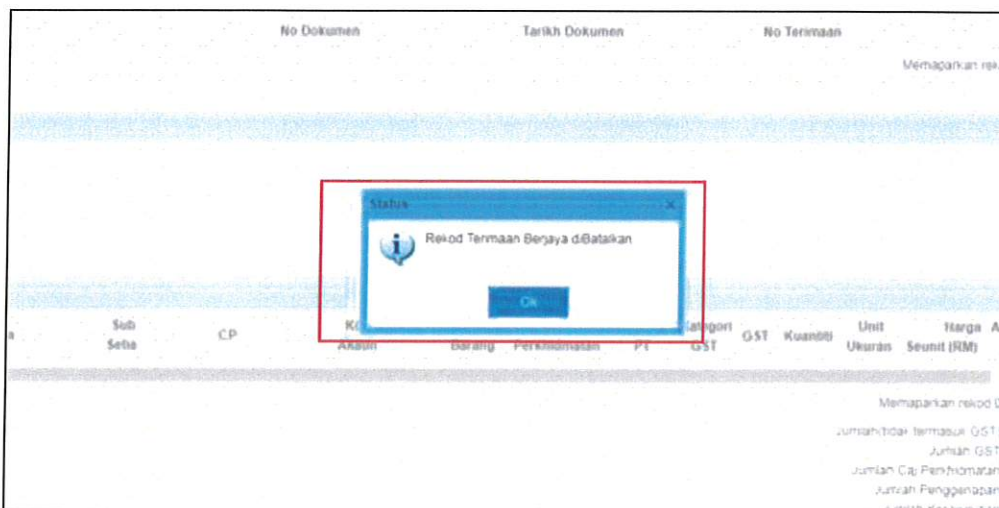 No Dokumen Tarikh Dokumen No Terimaan
Memaparkan rek
Status
Rekod Terimaan Berjaya diBatalkan
Ok
a Sub CP Ko Kategori GST Kuantiti Unit Harga A
Setia Akaun Barang Perkhidmatan PT GST Ukuran Seunit (RM)
Memaparkan rekod 0
Jumlah(tidak termasuk GST
Jumlah GST
Jumlah Caj Perkhidmatan
Jumlah Penggenapan